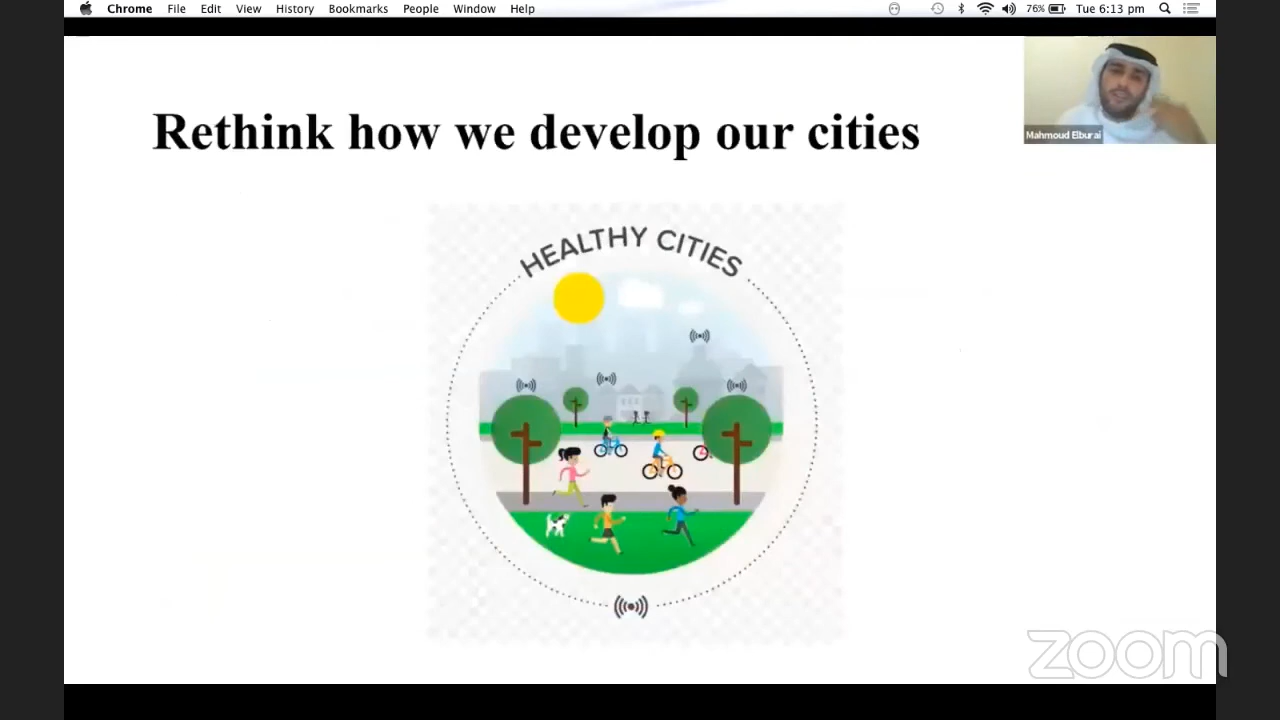 Chrome File Edit View History Bookmarks People Window Help 76% Tue 6:13 pm
Rethink how we develop our cities
Mahmoud Elburai
HEALTHY CITIES
zoom